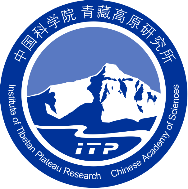 中国科学院 青藏高原研究所
ITP
Institute of Tibetan Plateau Research
Chinese Academy of Sciences